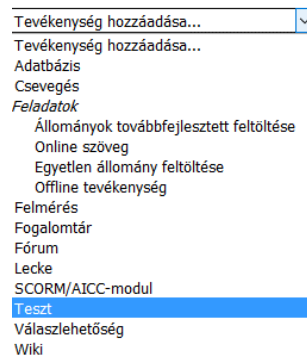 Tevékenység hozzáadása...
Tevékenység hozzáadása...
Adatbázis
Csevegés
Feladatok
Állományok továbbfejlesztett feltöltése
Online szöveg
Egyetlen állomány feltöltése
Offline tevékenység
Felmérés
Fogalomtár
Fórum
Lecke
SCORM/AICC-modul
Teszt
Válaszlehetőség
Wiki